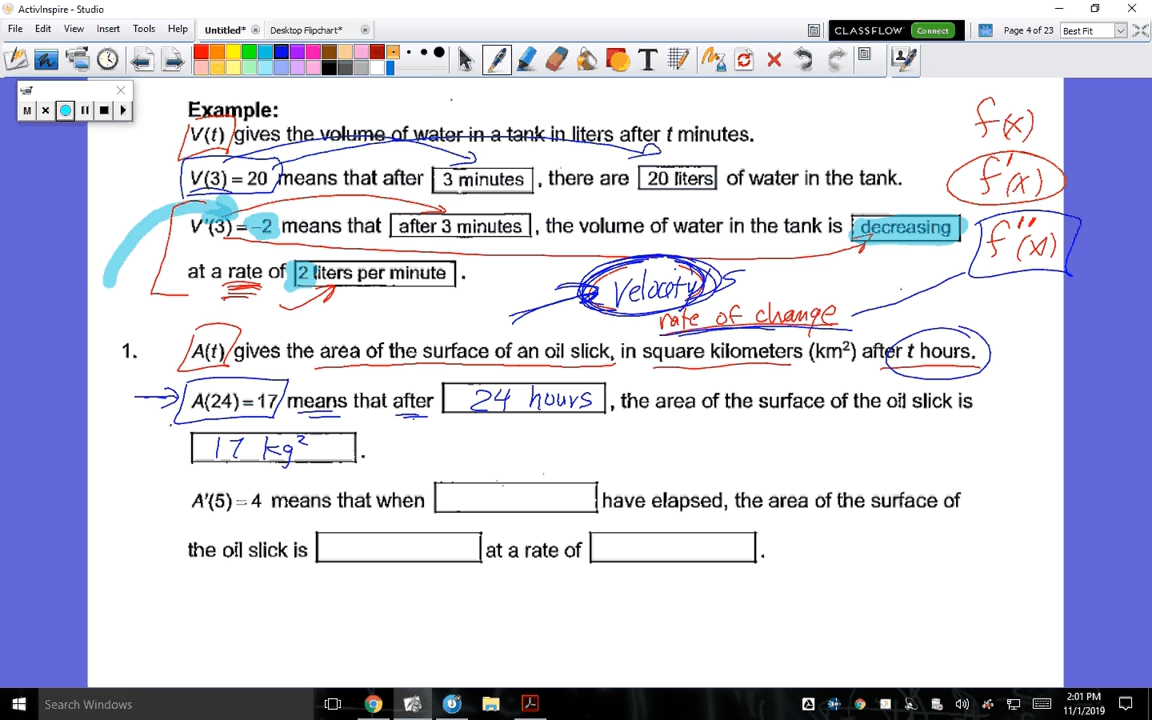 ActivInspire - Studio
File Edit View Insert Tools Help Untitled* Desktop Flipchart* CLASSFLOW Connect Page 4 of 23 Best Fit
M
Example:
V(t) gives the volume of water in a tank in liters after t minutes.
V(3) = 20 means that after 3 minutes , there are 20 liters of water in the tank.
V'(3) = -2 means that after 3 minutes , the volume of water in the tank is decreasing
at a rate of 2 liters per minute .
f(x)
f'(x)
f''(x)
velocity
rate of change
1. A(t) gives the area of the surface of an oil slick, in square kilometers (km²) after t hours.
A(24) = 17 means that after 24 hours , the area of the surface of the oil slick is
17 kg² .
A'(5) = 4 means that when have elapsed, the area of the surface of
the oil slick is at a rate of .
Search Windows
2:01 PM
11/1/2019